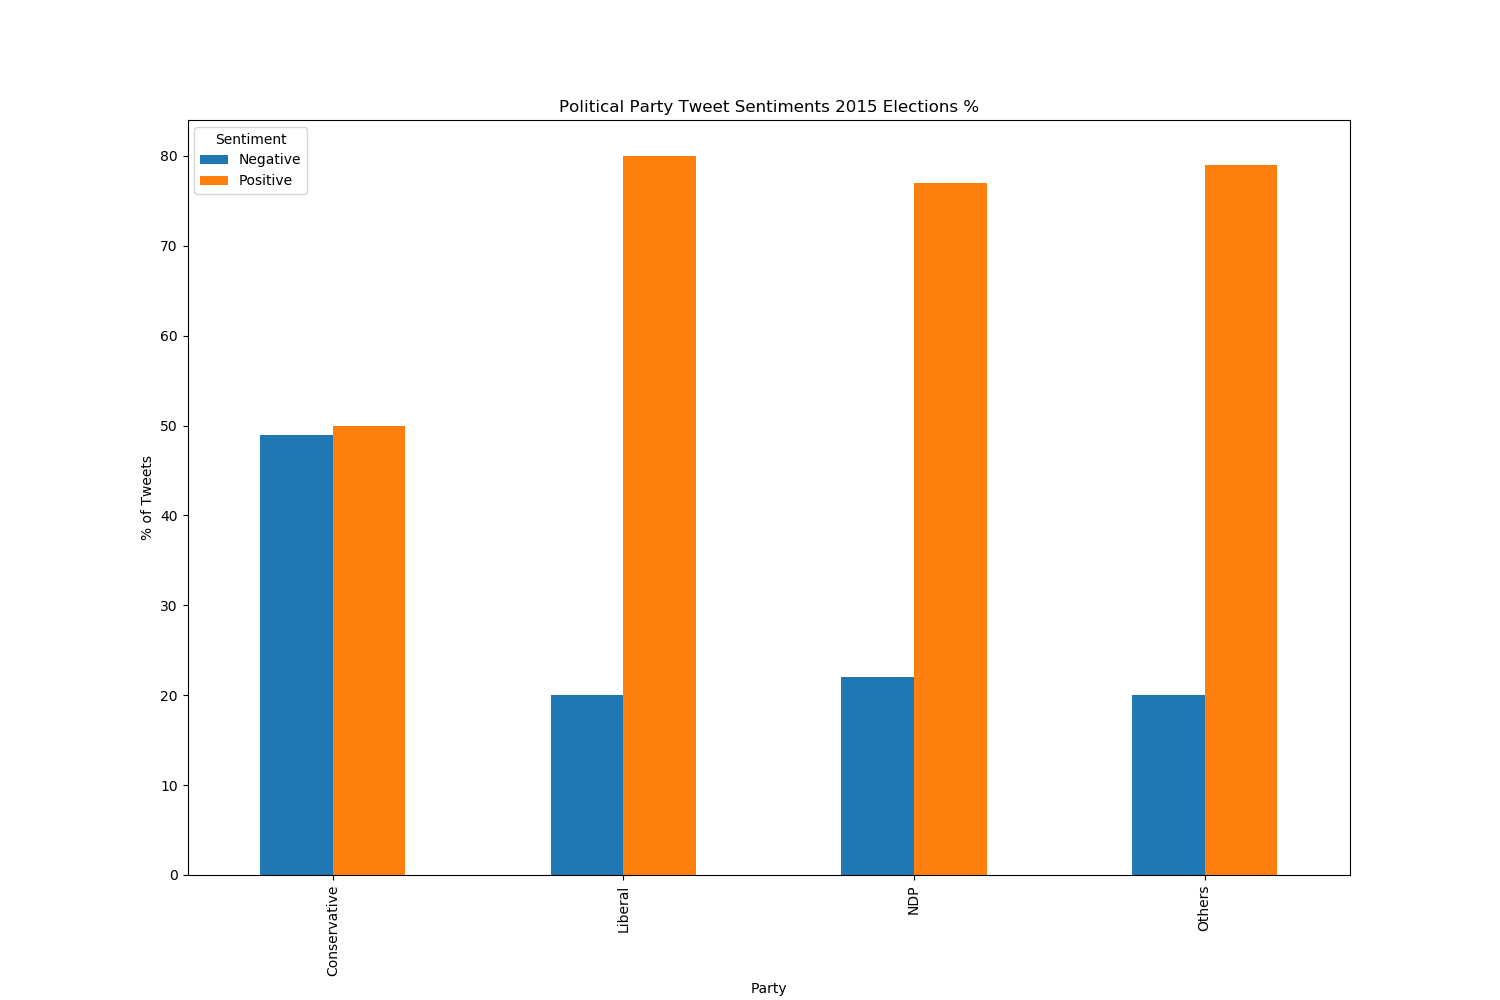 Political Party Tweet Sentiments 2015 Elections %
Sentiment
Negative
Positive
% of Tweets
80
70
60
50
40
30
20
10
0
Conservative
Liberal
NDP
Others
Party